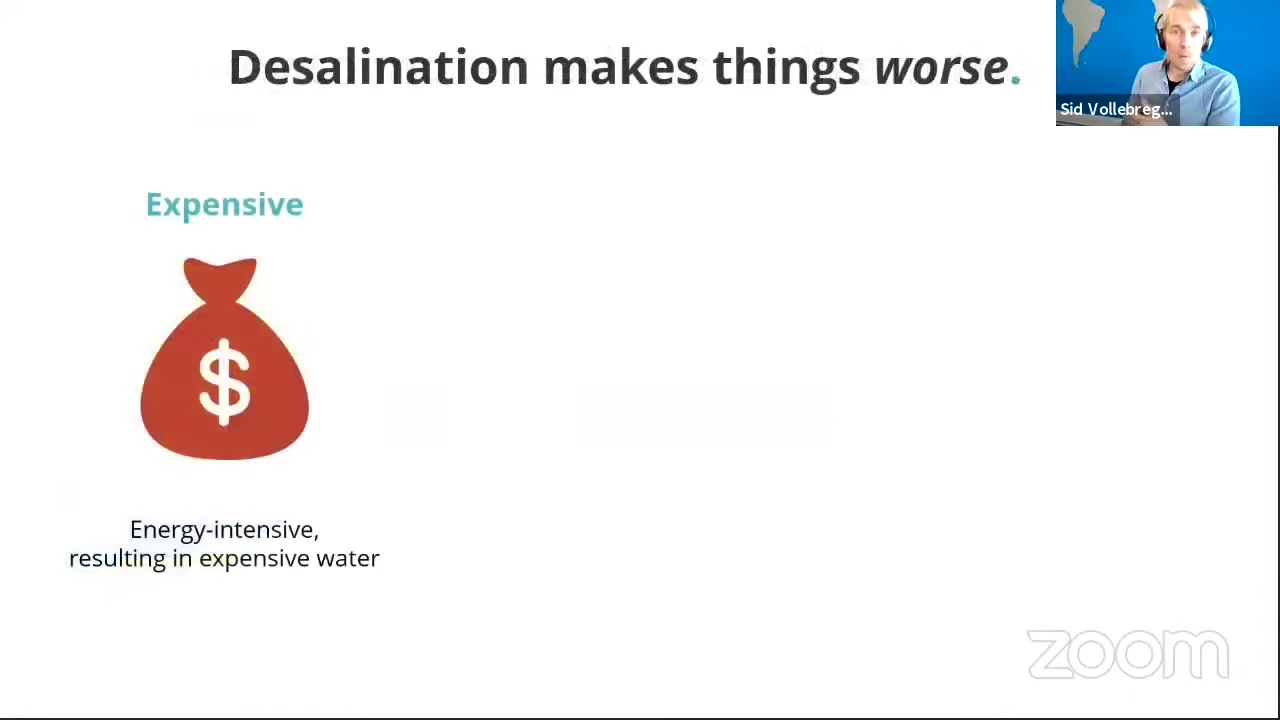 Desalination makes things worse.
Sid Vollebreg...
Expensive
$
Energy-intensive,
resulting in expensive water
zoom